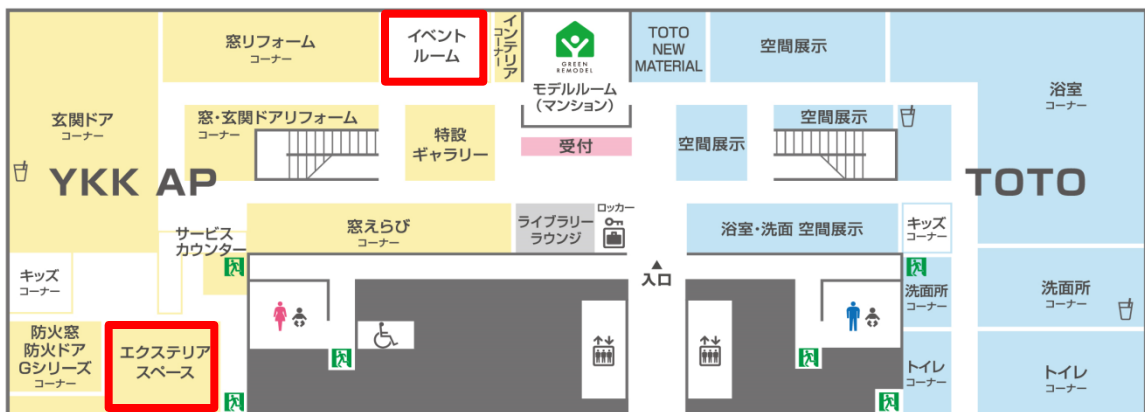 窓リフォーム
コーナー
イベント
ルーム
インテリア
コーナー
GREEN
REMODEL
モデルルーム
(マンション)
TOTO
NEW
MATERIAL
空間展示
浴室
コーナー
玄関ドア
コーナー
窓・玄関ドアリフォーム
コーナー
特設
ギャラリー
受付
空間展示
空間展示
YKK AP
TOTO
サービス
カウンター
窓えらび
コーナー
ライブラリー
ラウンジ
ロッカー
浴室・洗面 空間展示
キッズ
コーナー
キッズ
コーナー
入口
洗面所
コーナー
洗面所
コーナー
防火窓
防火ドア
Gシリーズ
コーナー
エクステリア
スペース
トイレ
コーナー
トイレ
コーナー